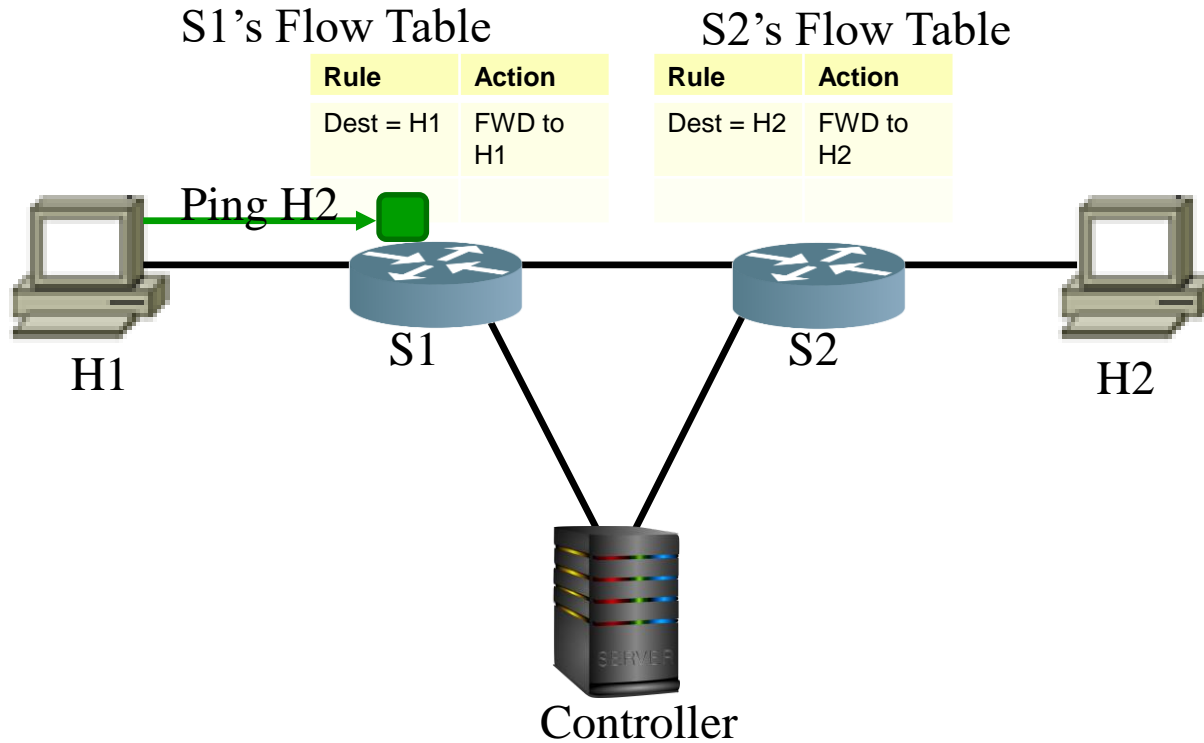 S1’s Flow Table
S2’s Flow Table
Rule Action
Dest = H1 FWD to
H1
Rule Action
Dest = H2 FWD to
H2
Ping H2
H1
S1
S2
H2
SERVER
Controller